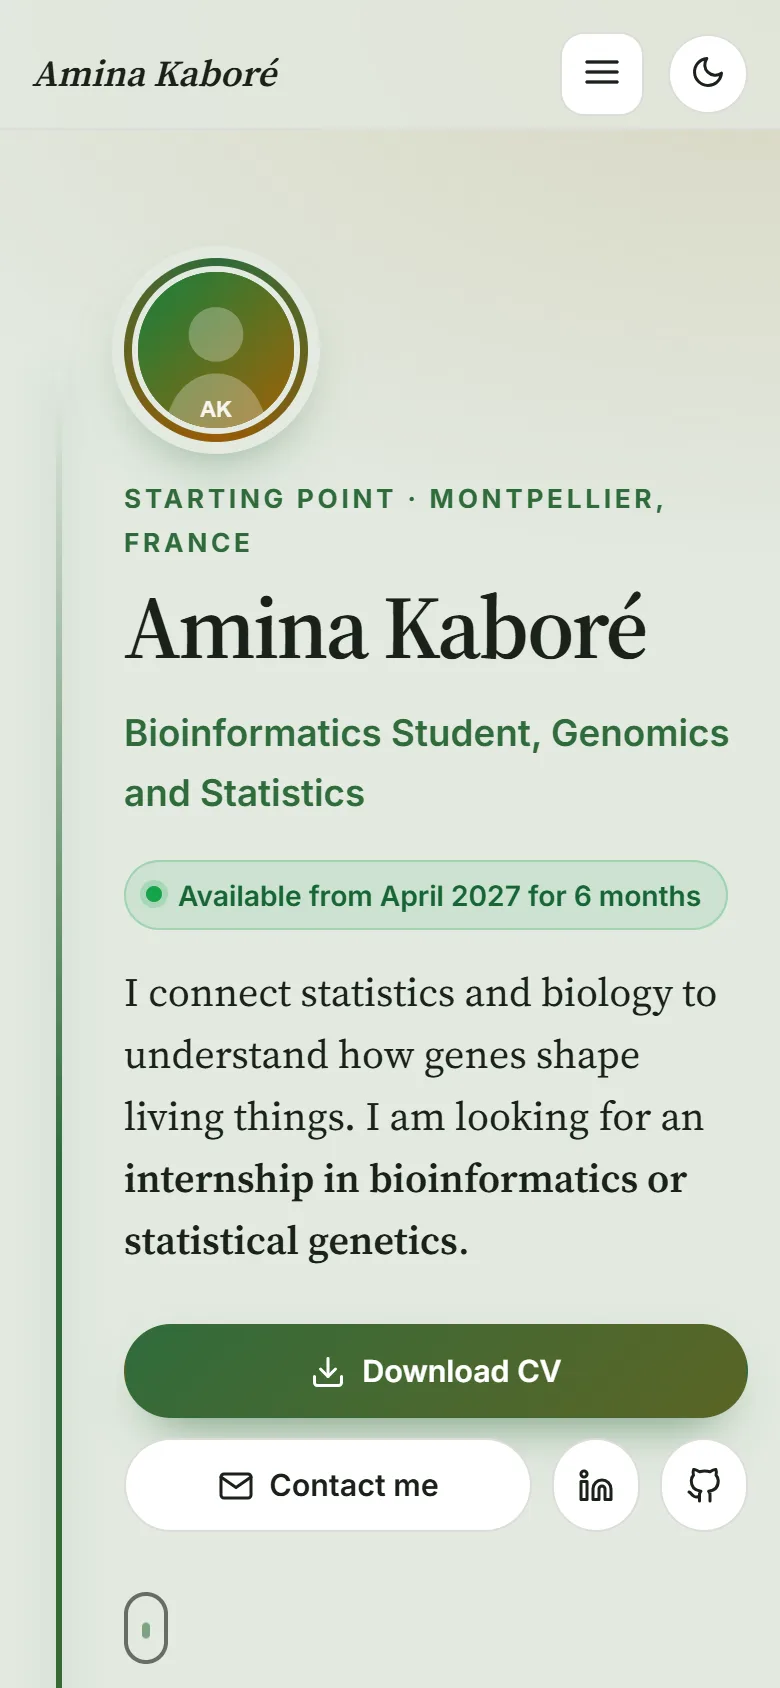 Amina Kaboré
AK
STARTING POINT · MONTPELLIER,
FRANCE
Amina Kaboré
Bioinformatics Student, Genomics
and Statistics
Available from April 2027 for 6 months
I connect statistics and biology to
understand how genes shape
living things. I am looking for an
internship in bioinformatics or
statistical genetics.
Download CV
Contact me